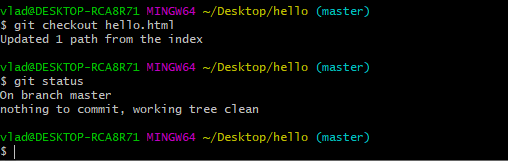 vlad@DESKTOP-RCA8R71 MINGW64 ~/Desktop/hello (master)
$ git checkout hello.html
Updated 1 path from the index
vlad@DESKTOP-RCA8R71 MINGW64 ~/Desktop/hello (master)
$ git status
On branch master
nothing to commit, working tree clean
vlad@DESKTOP-RCA8R71 MINGW64 ~/Desktop/hello (master)
$